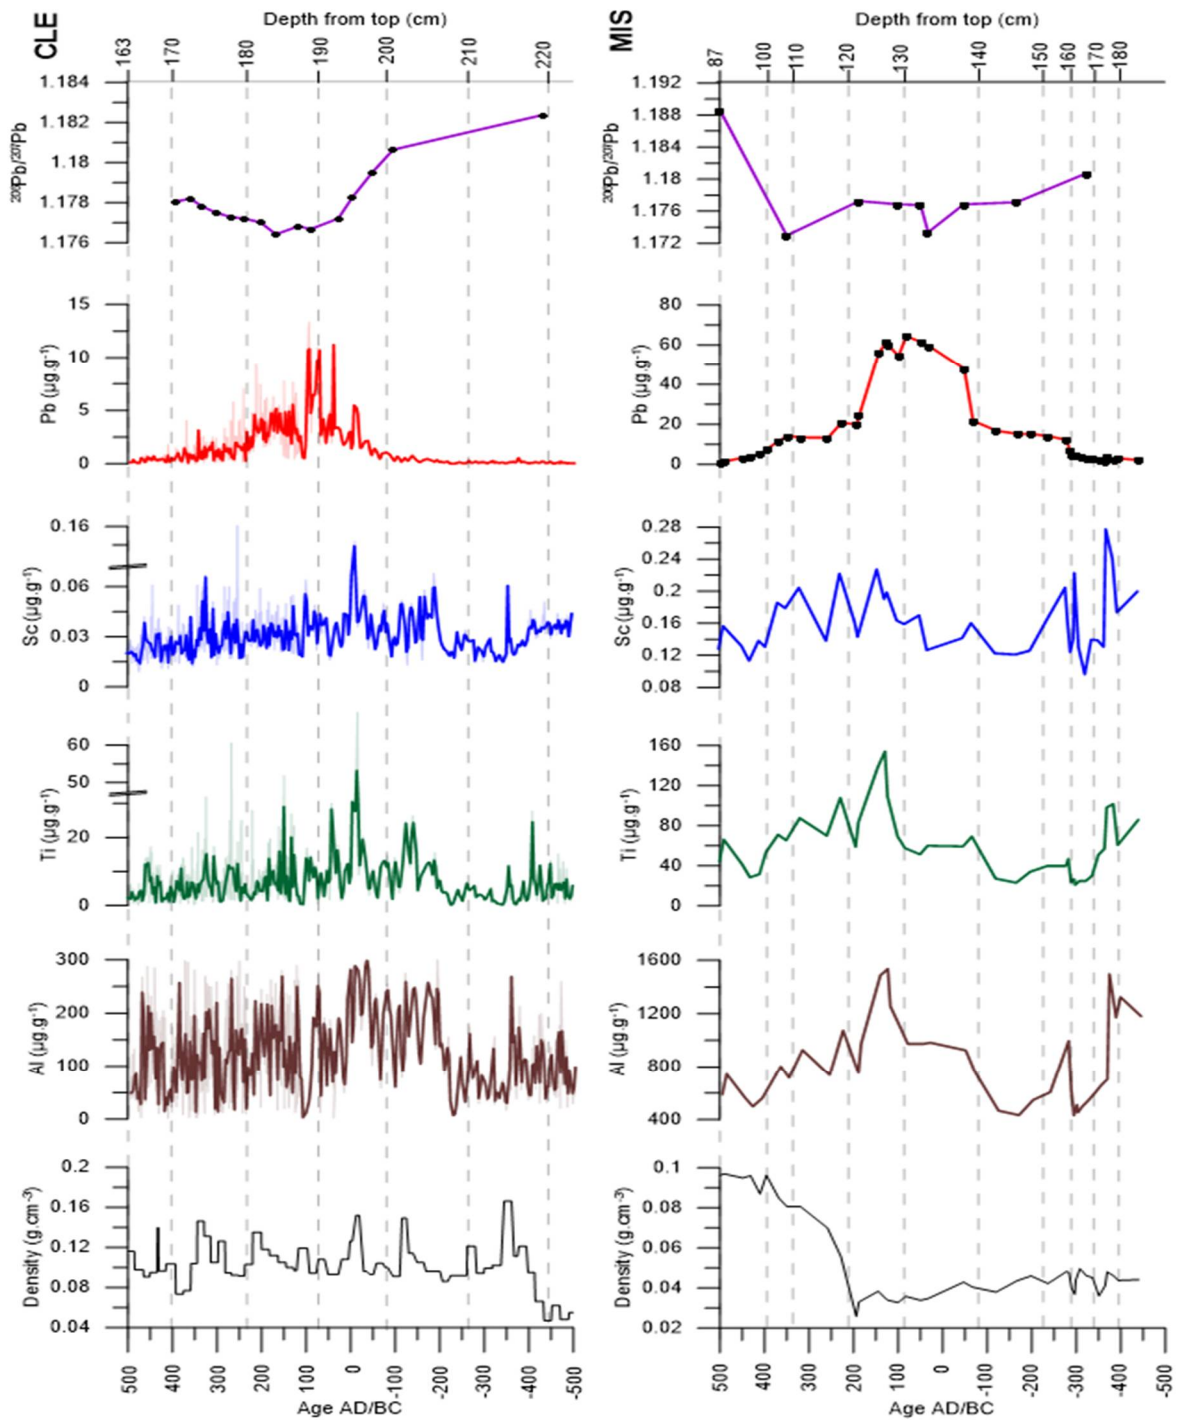 CLE
Depth from top (cm)
163 170 180 190 200 210 220
1.184
1.182
1.18
1.178
1.176
²⁰⁶Pb/²⁰⁷Pb
15
10
5
0
Pb (µg.g⁻¹)
0.16
0.06
0.03
0
Sc (µg.g⁻¹)
60
50
20
0
Ti (µg.g⁻¹)
300
200
100
0
Al (µg.g⁻¹)
0.2
0.16
0.12
0.08
0.04
Density (g.cm⁻³)
500 400 300 200 100 0 -100 -200 -300 -400 -500
Age AD/BC
MIS
Depth from top (cm)
87 100 110 120 130 140 150 160 170 180
1.192
1.188
1.184
1.18
1.176
1.172
²⁰⁶Pb/²⁰⁷Pb
80
60
40
20
0
Pb (µg.g⁻¹)
0.28
0.24
0.2
0.16
0.12
0.08
Sc (µg.g⁻¹)
160
120
80
40
0
Ti (µg.g⁻¹)
1600
1200
800
400
Al (µg.g⁻¹)
0.1
0.08
0.06
0.04
0.02
Density (g.cm⁻³)
500 400 300 200 100 0 -100 -200 -300 -400 -500
Age AD/BC